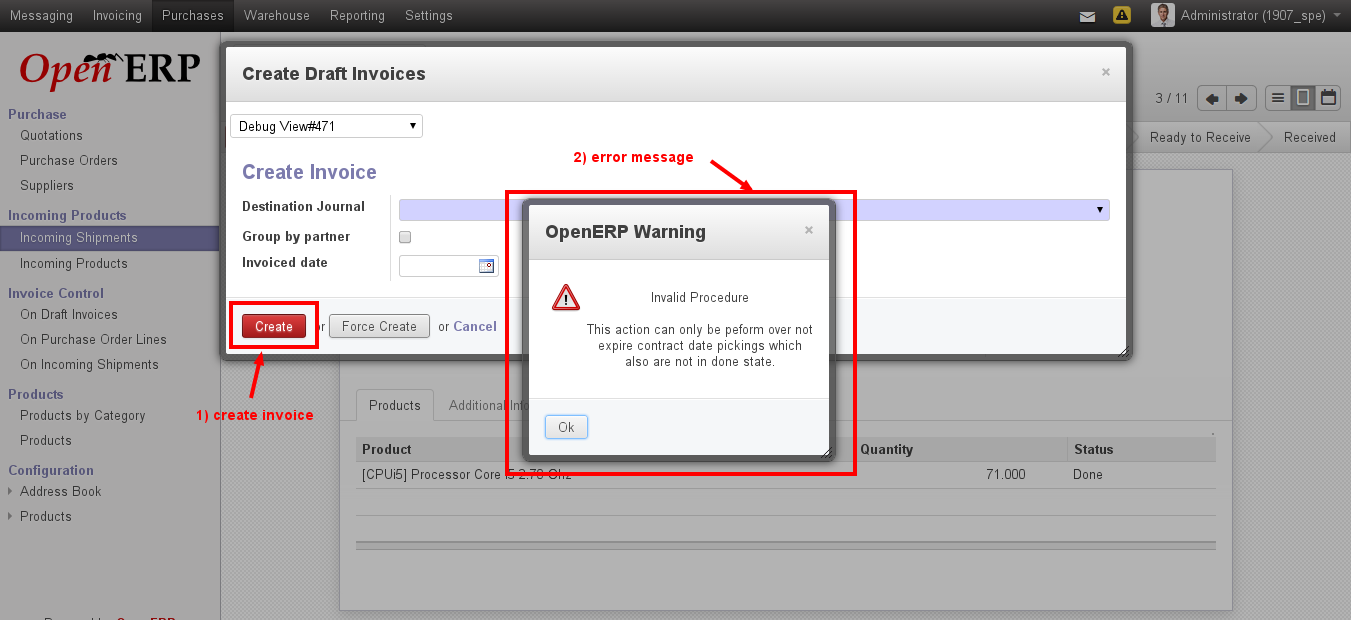 Messaging Invoicing Purchases Warehouse Reporting Settings Administrator (1907_spe)
Open ERP
Create Draft Invoices ×
3 / 11
Debug View#471
Ready to Receive Received
Purchase
Quotations
Purchase Orders
Suppliers
Incoming Products
Incoming Shipments
Incoming Products
Invoice Control
On Draft Invoices
On Purchase Order Lines
On Incoming Shipments
Products
Products by Category
Products
Configuration
Address Book
Products
2) error message
Create Invoice
Destination Journal
Group by partner
Invoiced date
Create or Force Create or Cancel
1) create invoice
OpenERP Warning ×
Invalid Procedure
This action can only be peform over not
expire contract date pickings which
also are not in done state.
Ok
Products Additional Info
Product Quantity Status
[CPUi5] Processor Core i5 2.70 Ghz 71.000 Done